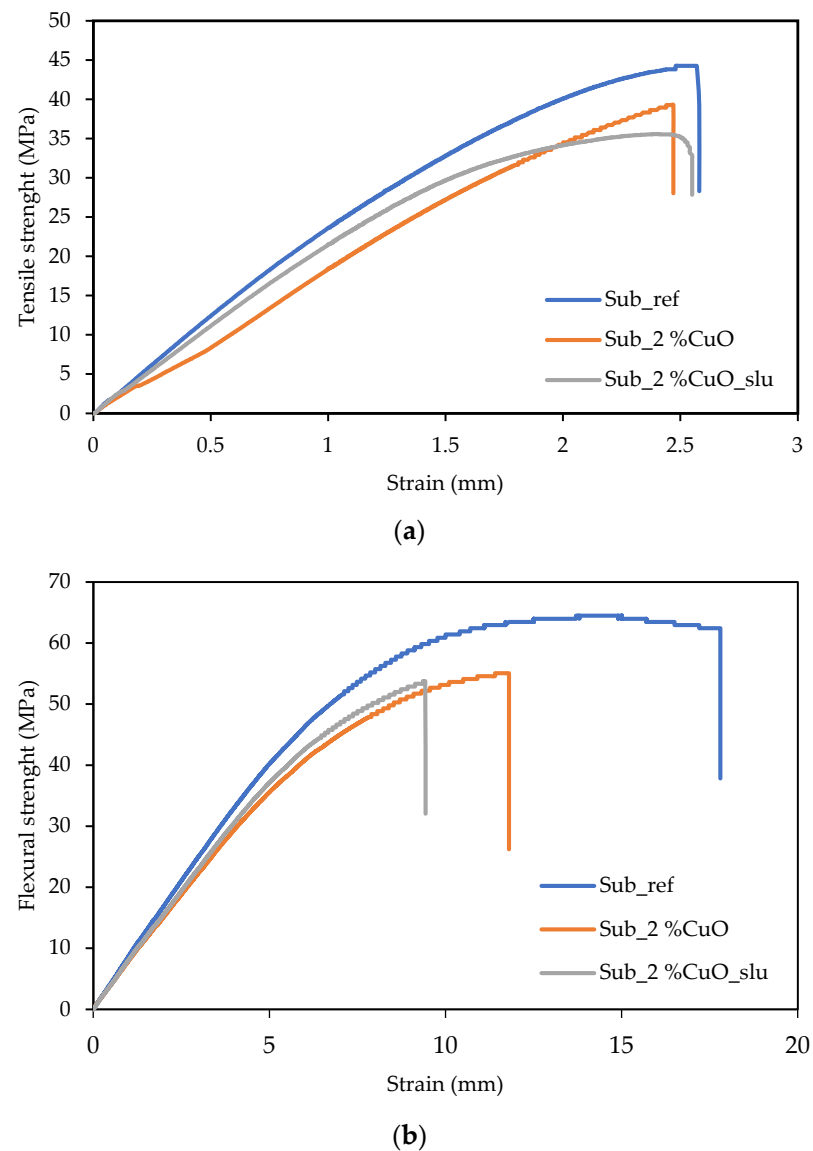 50
45
40
35
30
25
20
15
10
5
0
Tensile strenght (MPa)
Sub_ref
Sub_2 %CuO
Sub_2 %CuO_slu
0 0.5 1 1.5 2 2.5 3
Strain (mm)
(a)
70
60
50
40
30
20
10
0
Flexural strenght (MPa)
Sub_ref
Sub_2 %CuO
Sub_2 %CuO_slu
0 5 10 15 20
Strain (mm)
(b)